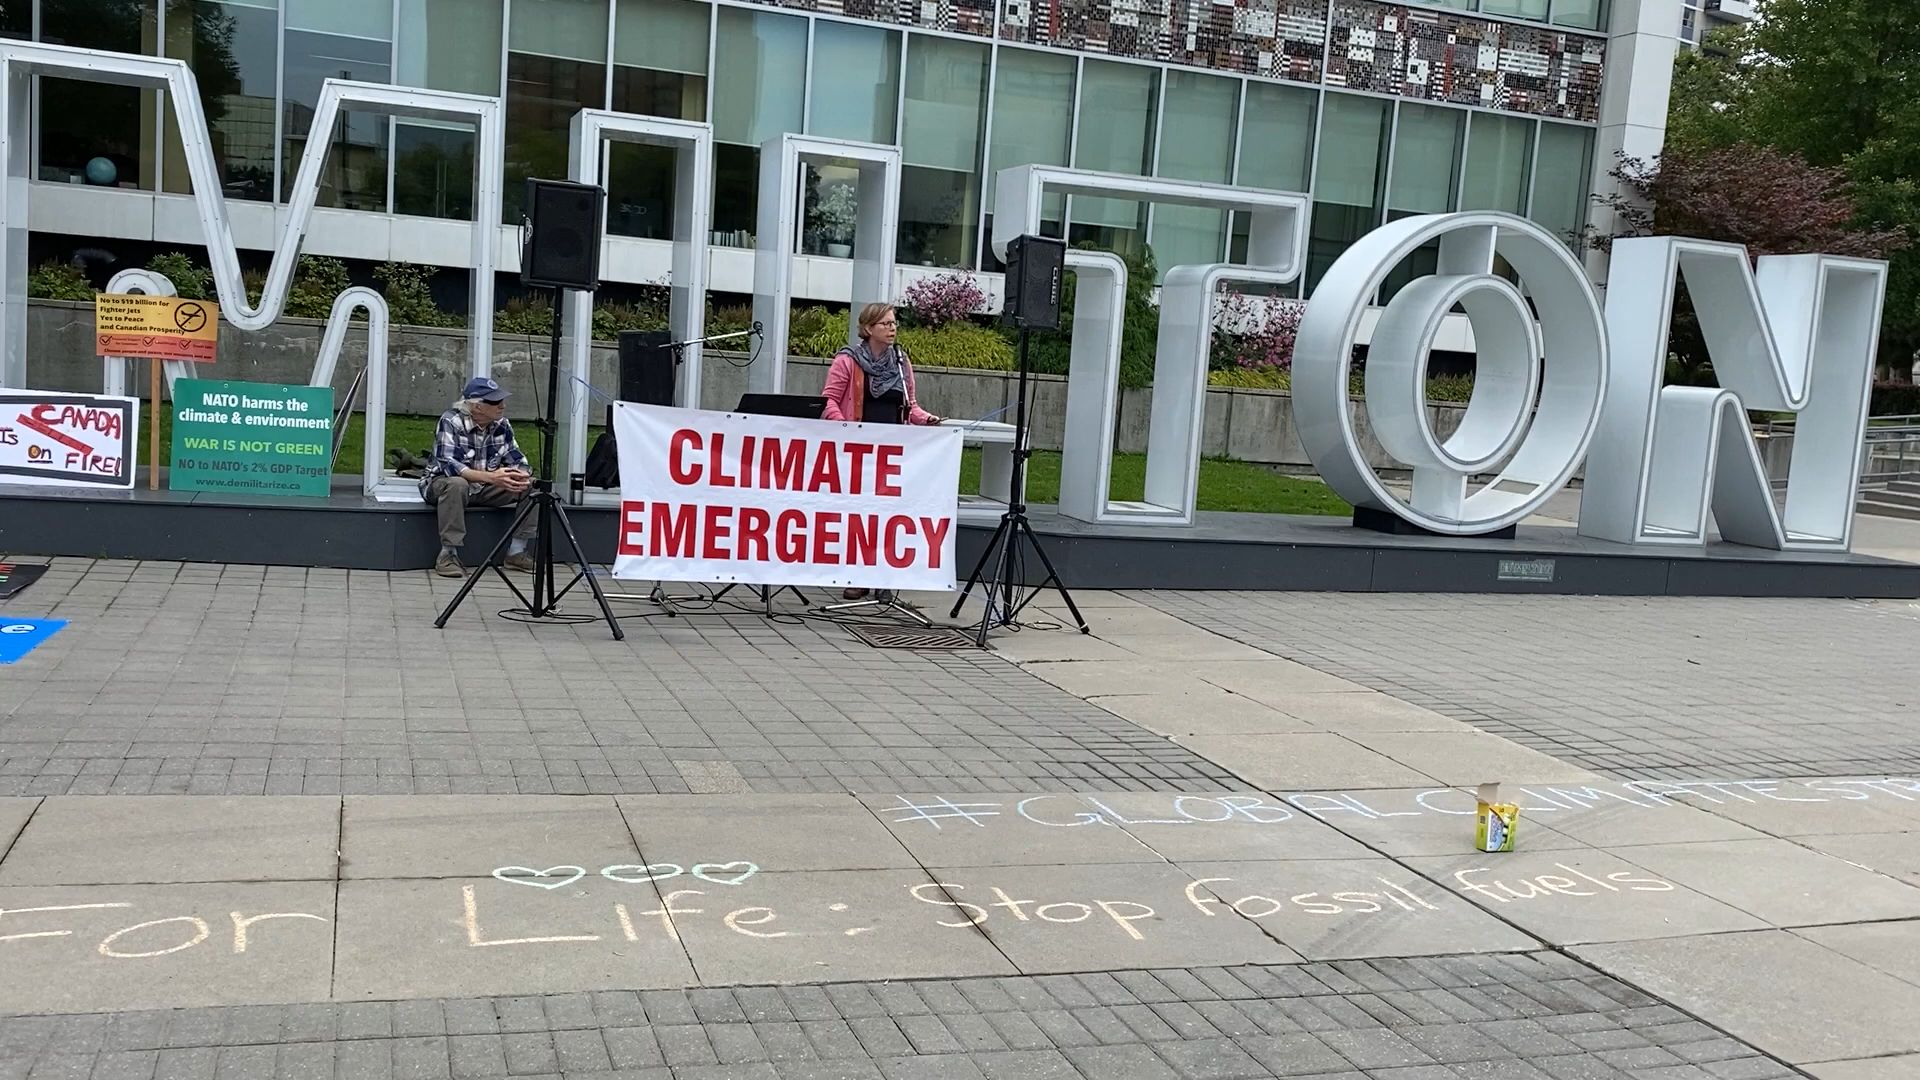 MILTON
No to $19 billion for
Fighter Jets
Yes to Peace
and Canadian Prosperity
NATO harms the
climate & environment
WAR IS NOT GREEN
NO to NATO's 2% GDP Target
www.demilitarize.ca
CANADA
Is
On FIRE!
CLIMATE
EMERGENCY
#GLOBALCLIMATESTR
For Life: Stop fossil fuels